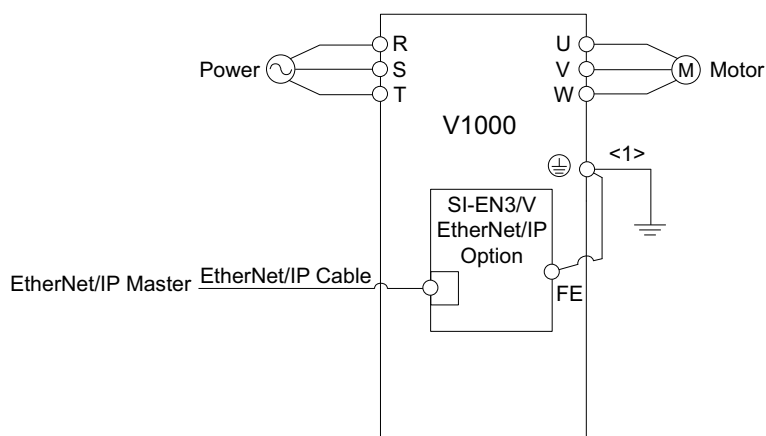 R
U
Power
S
V
M
Motor
T
W
V1000
<1>
SI-EN3/V
EtherNet/IP
Option
EtherNet/IP Master
EtherNet/IP Cable
FE